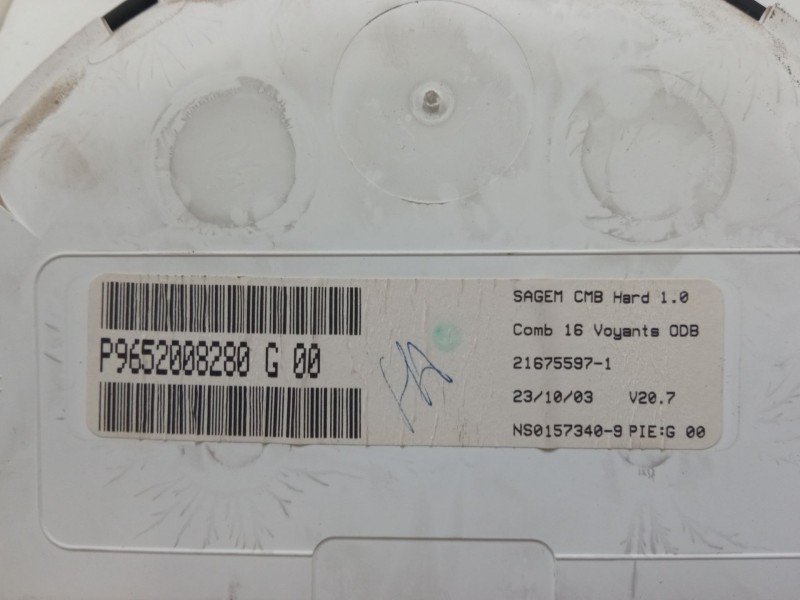 P9652008280 G 00
SAGEM CMB Hard 1.0
Comb 16 Voyants ODB
21675597-1
23/10/03 V20.7
NS0157340-9 PIE:G 00